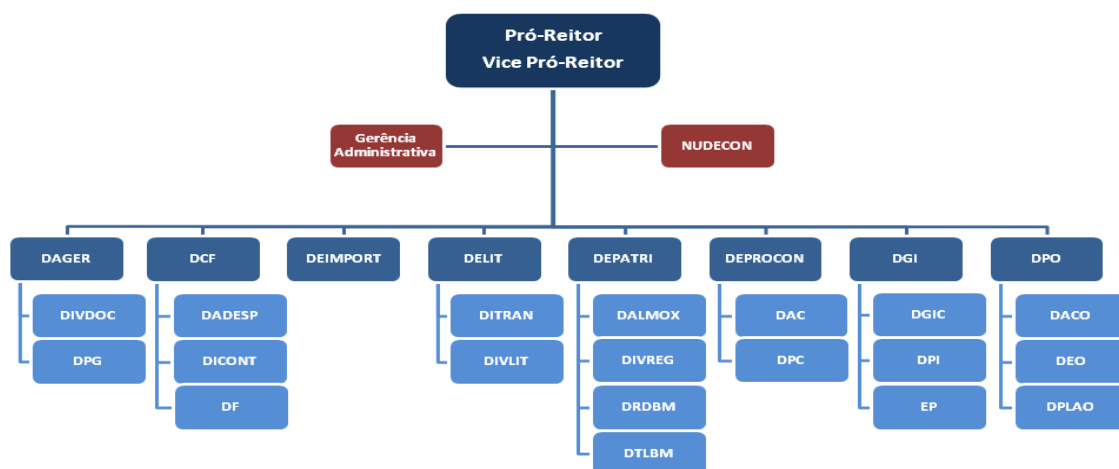 Pró-Reitor
Vice Pró-Reitor
Gerência
Administrativa
NUDECON
DAGER
DCF
DEIMPORT
DELIT
DEPATRI
DEPROCON
DGI
DPO
DIVDOC
DADESP
DITRAN
DALMOX
DAC
DGIC
DACO
DPG
DICONT
DIVLIT
DIVREG
DPC
DPI
DEO
DF
DRDBM
EP
DPLAO
DTLBM